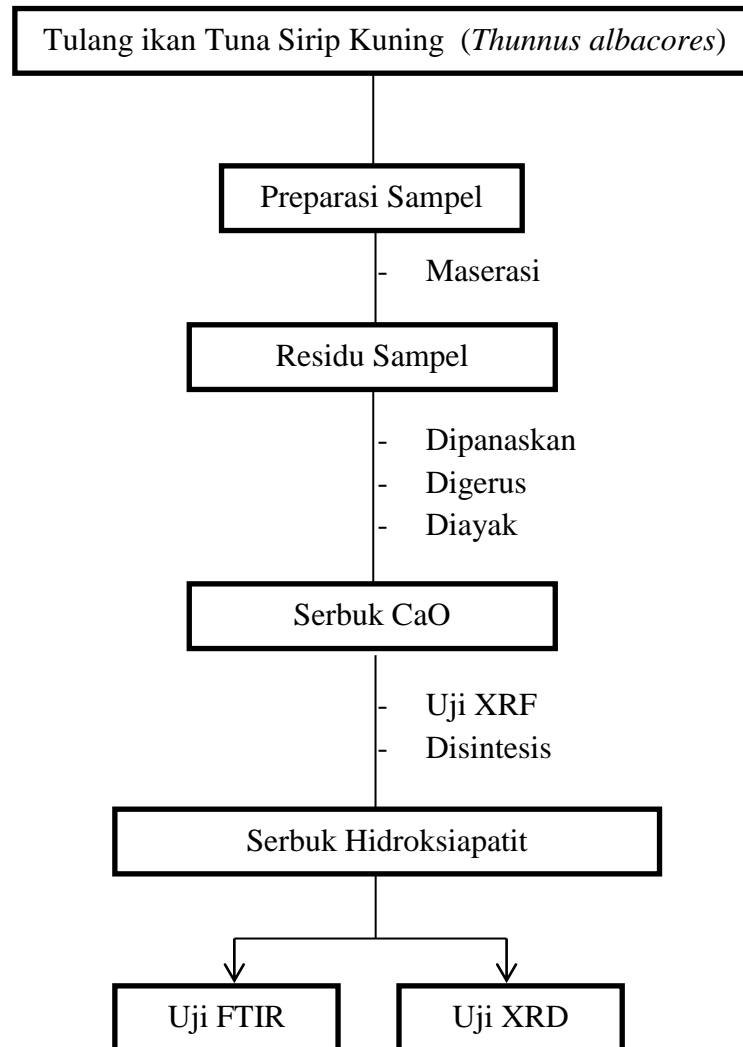 Tulang ikan Tuna Sirip Kuning (Thunnus albacores)
Preparasi Sampel
- Maserasi
Residu Sampel
- Dipanaskan
- Digerus
- Diayak
Serbuk CaO
- Uji XRF
- Disintesis
Serbuk Hidroksiapatit
Uji FTIR
Uji XRD